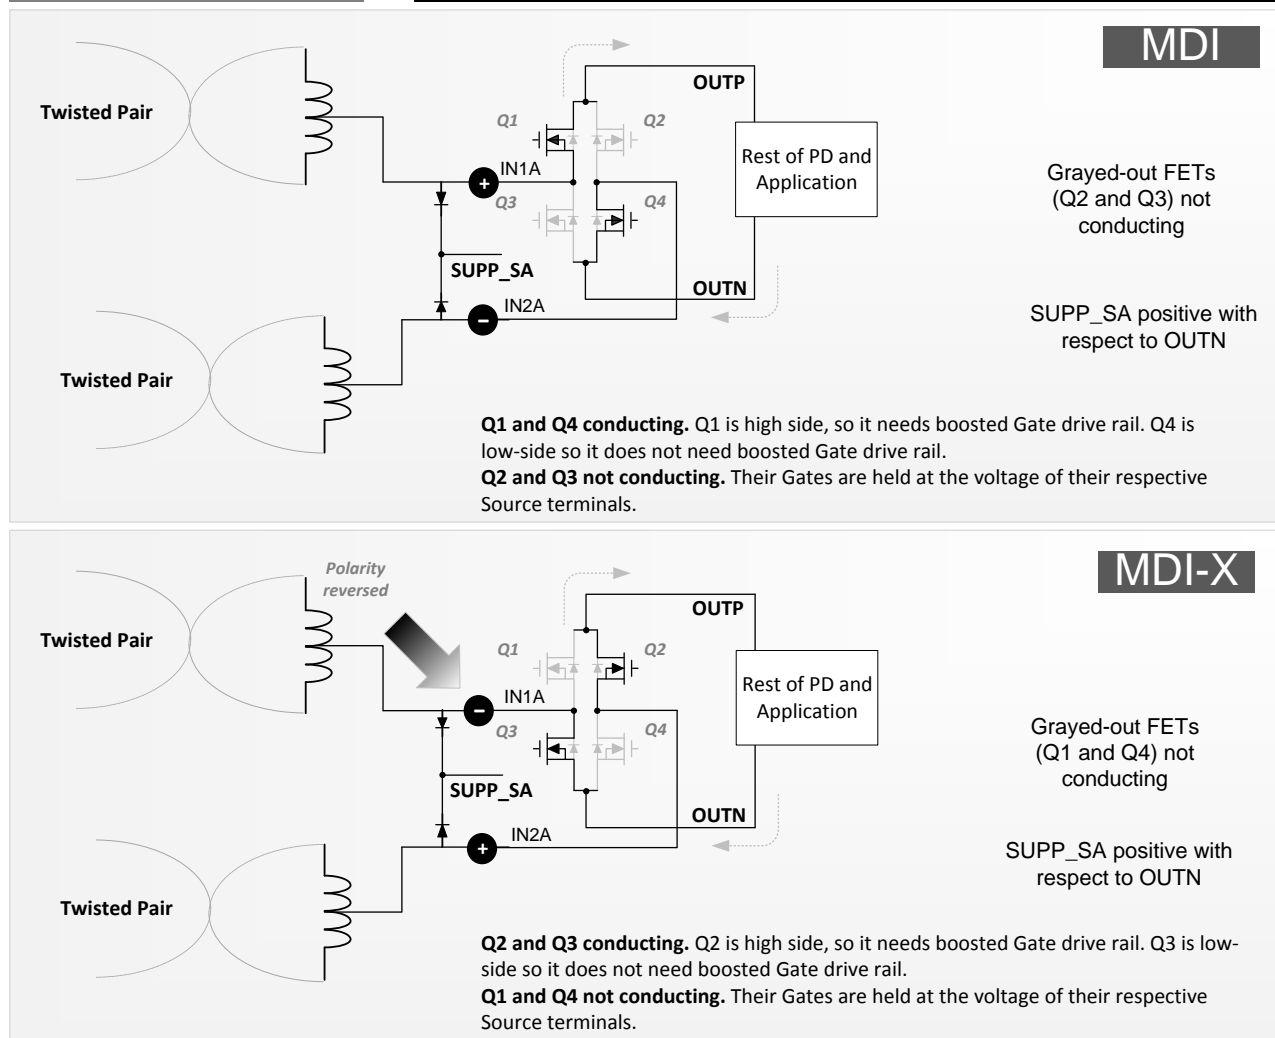 MDI
Twisted Pair
OUTP
Q1
Q2
IN1A
+
Q3
Q4
Rest of PD and
Application
SUPP_SA
OUTN
IN2A
–
Twisted Pair
Grayed-out FETs
(Q2 and Q3) not
conducting
SUPP_SA positive with
respect to OUTN
Q1 and Q4 conducting. Q1 is high side, so it needs boosted Gate drive rail. Q4 is
low-side so it does not need boosted Gate drive rail.
Q2 and Q3 not conducting. Their Gates are held at the voltage of their respective
Source terminals.
MDI-X
Polarity
reversed
Twisted Pair
OUTP
Q1
Q2
IN1A
–
Q3
Q4
Rest of PD and
Application
SUPP_SA
OUTN
IN2A
+
Twisted Pair
Grayed-out FETs
(Q1 and Q4) not
conducting
SUPP_SA positive with
respect to OUTN
Q2 and Q3 conducting. Q2 is high side, so it needs boosted Gate drive rail. Q3 is low-
side so it does not need boosted Gate drive rail.
Q1 and Q4 not conducting. Their Gates are held at the voltage of their respective
Source terminals.